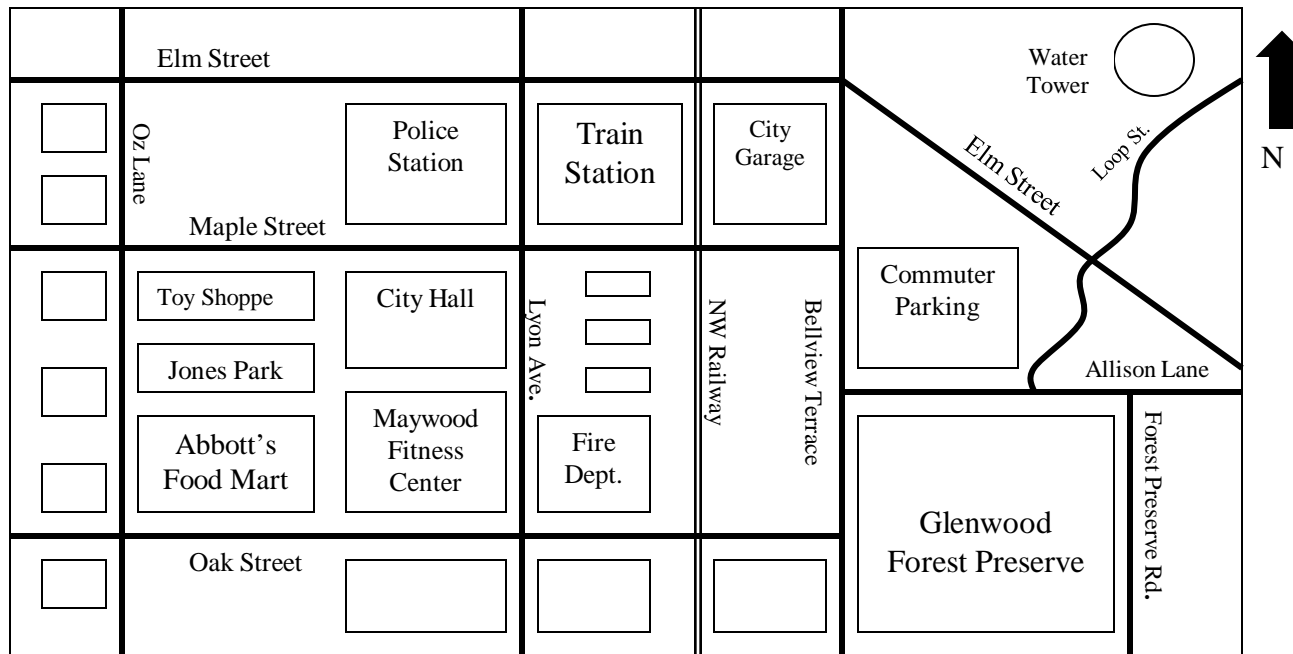 Elm Street
Water
Tower
Oz Lane
Police
Station
Train
Station
City
Garage
Elm Street
Loop St.
N
Maple Street
Toy Shoppe
City Hall
Lyon Ave.
NW Railway
Bellview Terrace
Commuter
Parking
Jones Park
Allison Lane
Abbott's
Food Mart
Maywood
Fitness
Center
Fire
Dept.
Glenwood
Forest Preserve
Forest Preserve Rd.
Oak Street